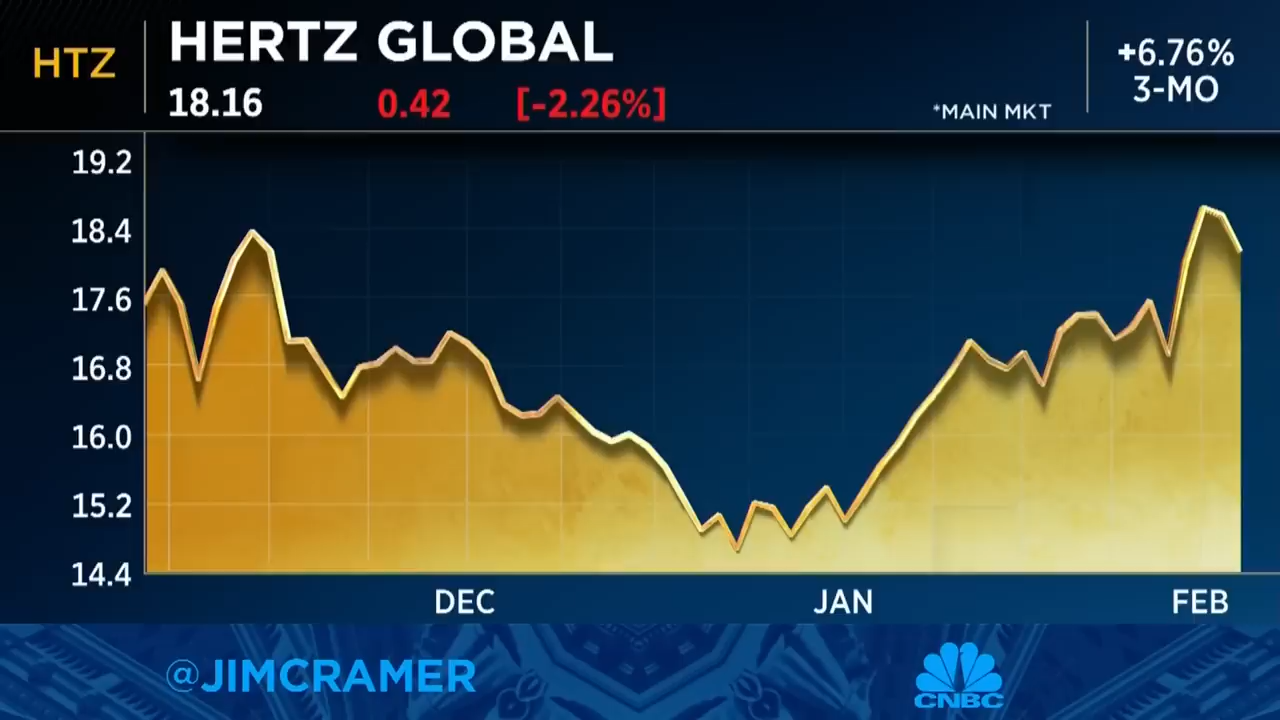 HTZ
HERTZ GLOBAL
18.16 0.42 [-2.26%]
*MAIN MKT
+6.76%
3-MO
19.2
18.4
17.6
16.8
16.0
15.2
14.4
DEC JAN FEB
@JIMCRAMER
CNBC